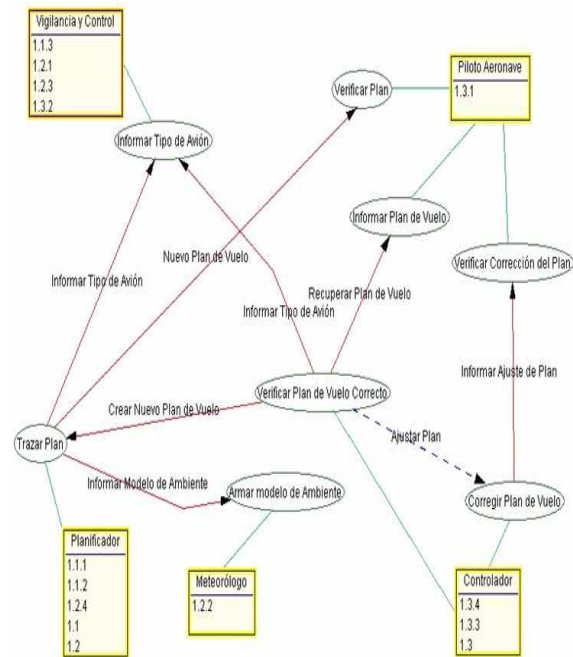 Vigilancia y Control
1.1.3
1.2.1
1.2.3
1.3.2
Piloto Aeronave
1.3.1
Verificar Plan
Informar Tipo de Avión
Informar Plan de Vuelo
Nuevo Plan de Vuelo
Verificar Corrección del Plan
Informar Tipo de Avión
Recuperar Plan de Vuelo
Informar Tipo de Avión
Informar Ajuste de Plan
Verificar Plan de Vuelo Correcto
Crear Nuevo Plan de Vuelo
Ajustar Plan
Trazar Plan
Informar Modelo de Ambiente
Armar modelo de Ambiente
Corregir Plan de Vuelo
Planificador
1.1.1
1.1.2
1.2.4
1.1
1.2
Meteorólogo
1.2.2
Controlador
1.3.4
1.3.3
1.3